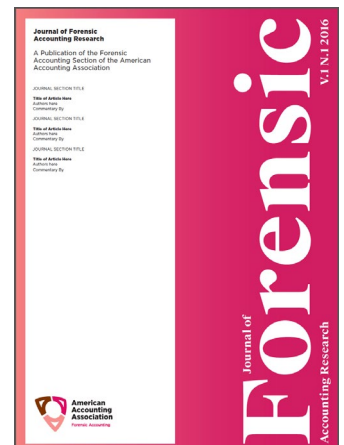 Journal of Forensic
Accounting Research
A Publication of the Forensic
Accounting Section of the American
Accounting Association
JOURNAL SECTION TITLE
Title of Article Here
Authors here
Commentary By
JOURNAL SECTION TITLE
Title of Article Here
Authors here
Commentary By
JOURNAL SECTION TITLE
Title of Article Here
Authors here
Commentary By
American
Accounting
Association
Forensic Accounting
Journal of
Forensic
Accounting Research
V.1 N.1 2016